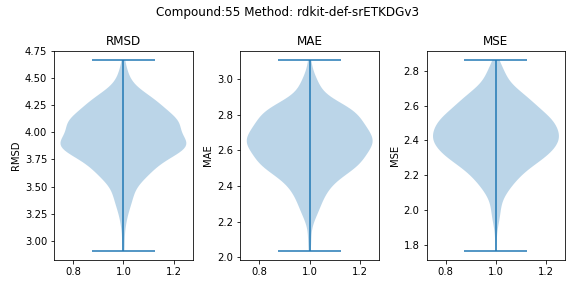 Compound:55 Method: rdkit-def-srETKDGv3
RMSD
RMSD
4.75
4.50
4.25
4.00
3.75
3.50
3.25
3.00
0.8 1.0 1.2
MAE
MAE
3.0
2.8
2.6
2.4
2.2
2.0
0.8 1.0 1.2
MSE
MSE
2.8
2.6
2.4
2.2
2.0
1.8
0.8 1.0 1.2